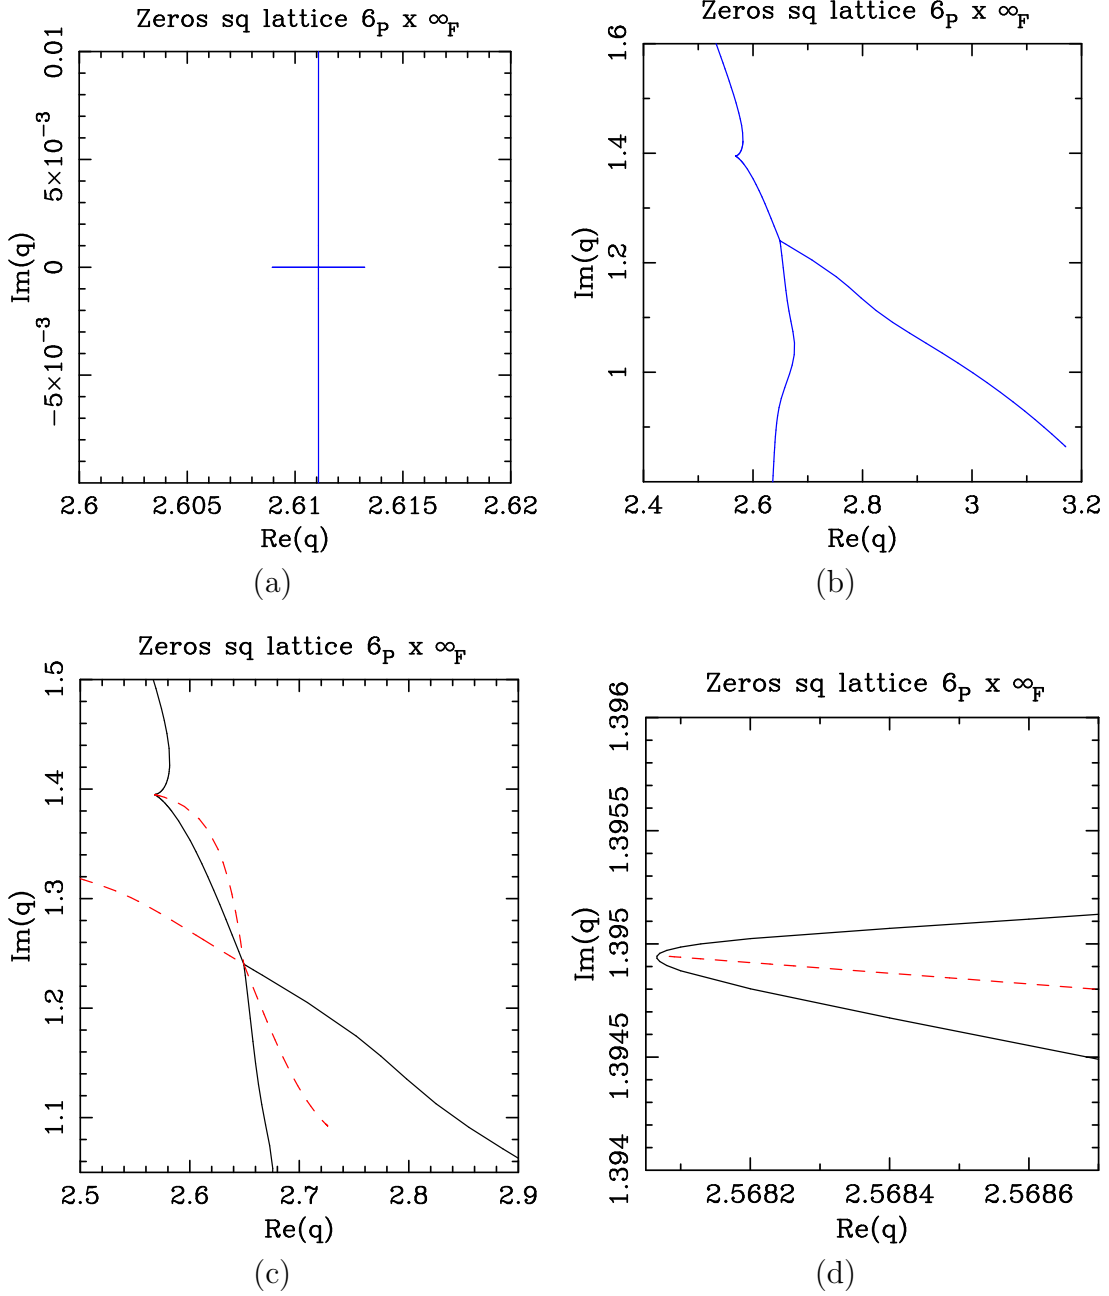 Zeros sq lattice 6P x ∞F
0.01
5×10−3
0
−5×10−3
Im(q)
2.6 2.605 2.61 2.615 2.62
Re(q)
(a)
Zeros sq lattice 6P x ∞F
1.6
1.4
1.2
1
Im(q)
2.4 2.6 2.8 3 3.2
Re(q)
(b)
Zeros sq lattice 6P x ∞F
1.5
1.4
1.3
1.2
1.1
Im(q)
2.5 2.6 2.7 2.8 2.9
Re(q)
(c)
Zeros sq lattice 6P x ∞F
1.396
1.3955
1.395
1.3945
1.394
Im(q)
2.5682 2.5684 2.5686
Re(q)
(d)